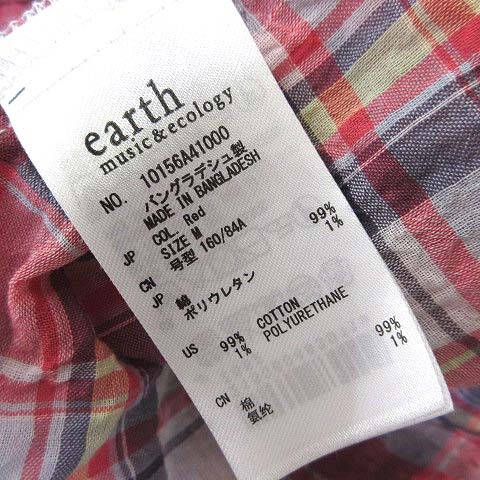 earth
music&ecology
NO. 10156A41000
バングラデシュ製
MADE IN BANGLADESH
JP COL. Red
SIZE M
CN 号型 160/84A
JP 綿 99%
ポリウレタン 1%
US 99% COTTON
1% POLYURETHANE
CN 棉 99%
氨纶 1%